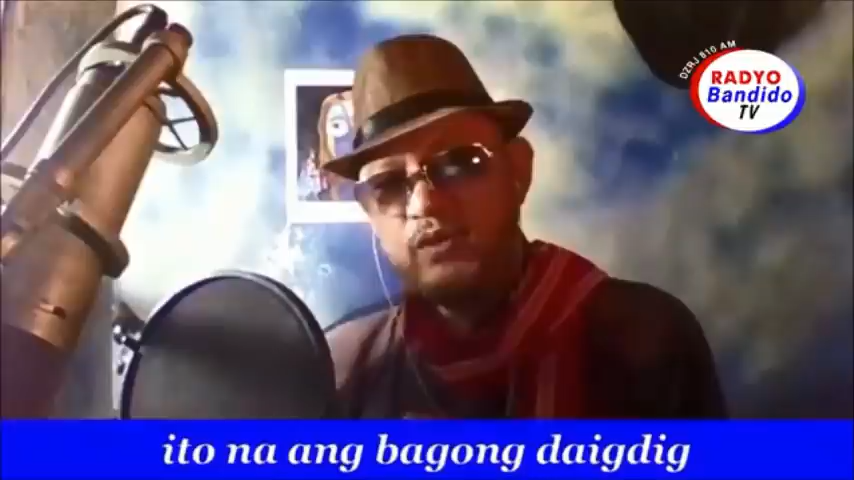 DZRJ 810 AM
RADYO
Bandido
TV
ito na ang bagong daigdig